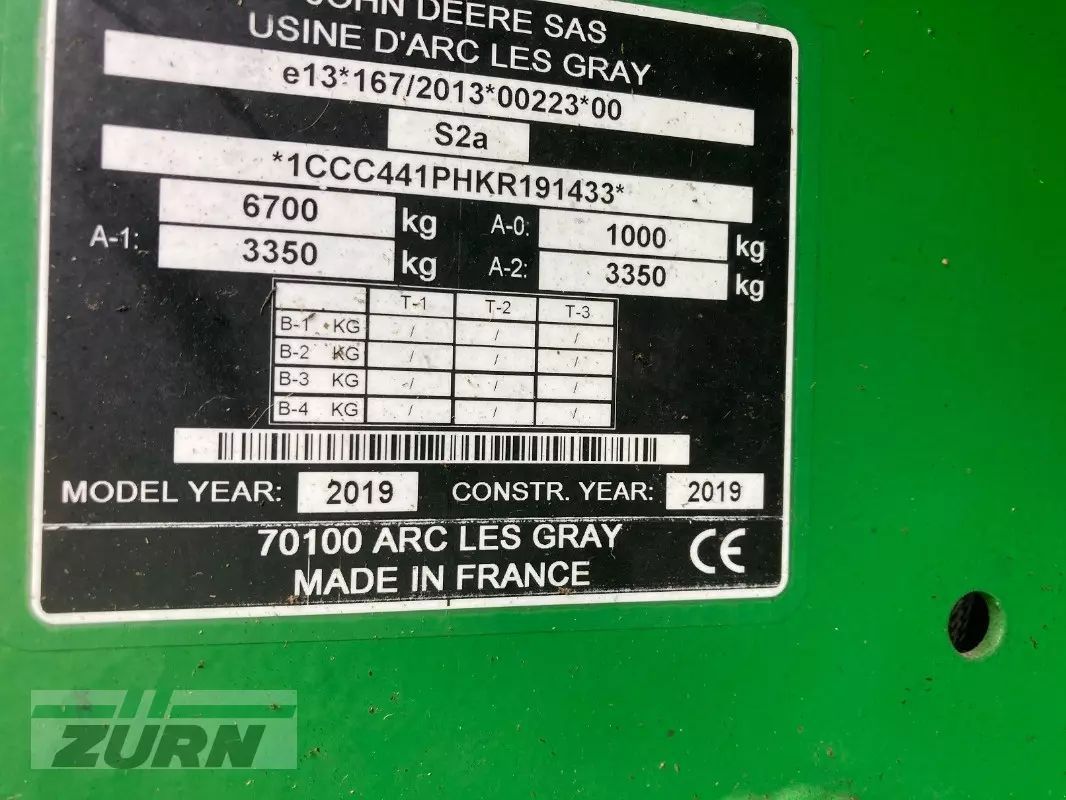 JOHN DEERE SAS
USINE D'ARC LES GRAY
e13*167/2013*00223*00
S2a
*1CCC441PHKR191433*
6700 kg A-0: 1000 kg
A-1: 3350 kg A-2: 3350 kg
T-1 T-2 T-3
B-1 KG / / /
B-2 KG / / /
B-3 KG / / /
B-4 KG / / /
MODEL YEAR: 2019 CONSTR. YEAR: 2019
70100 ARC LES GRAY CE
MADE IN FRANCE
ZÜRN